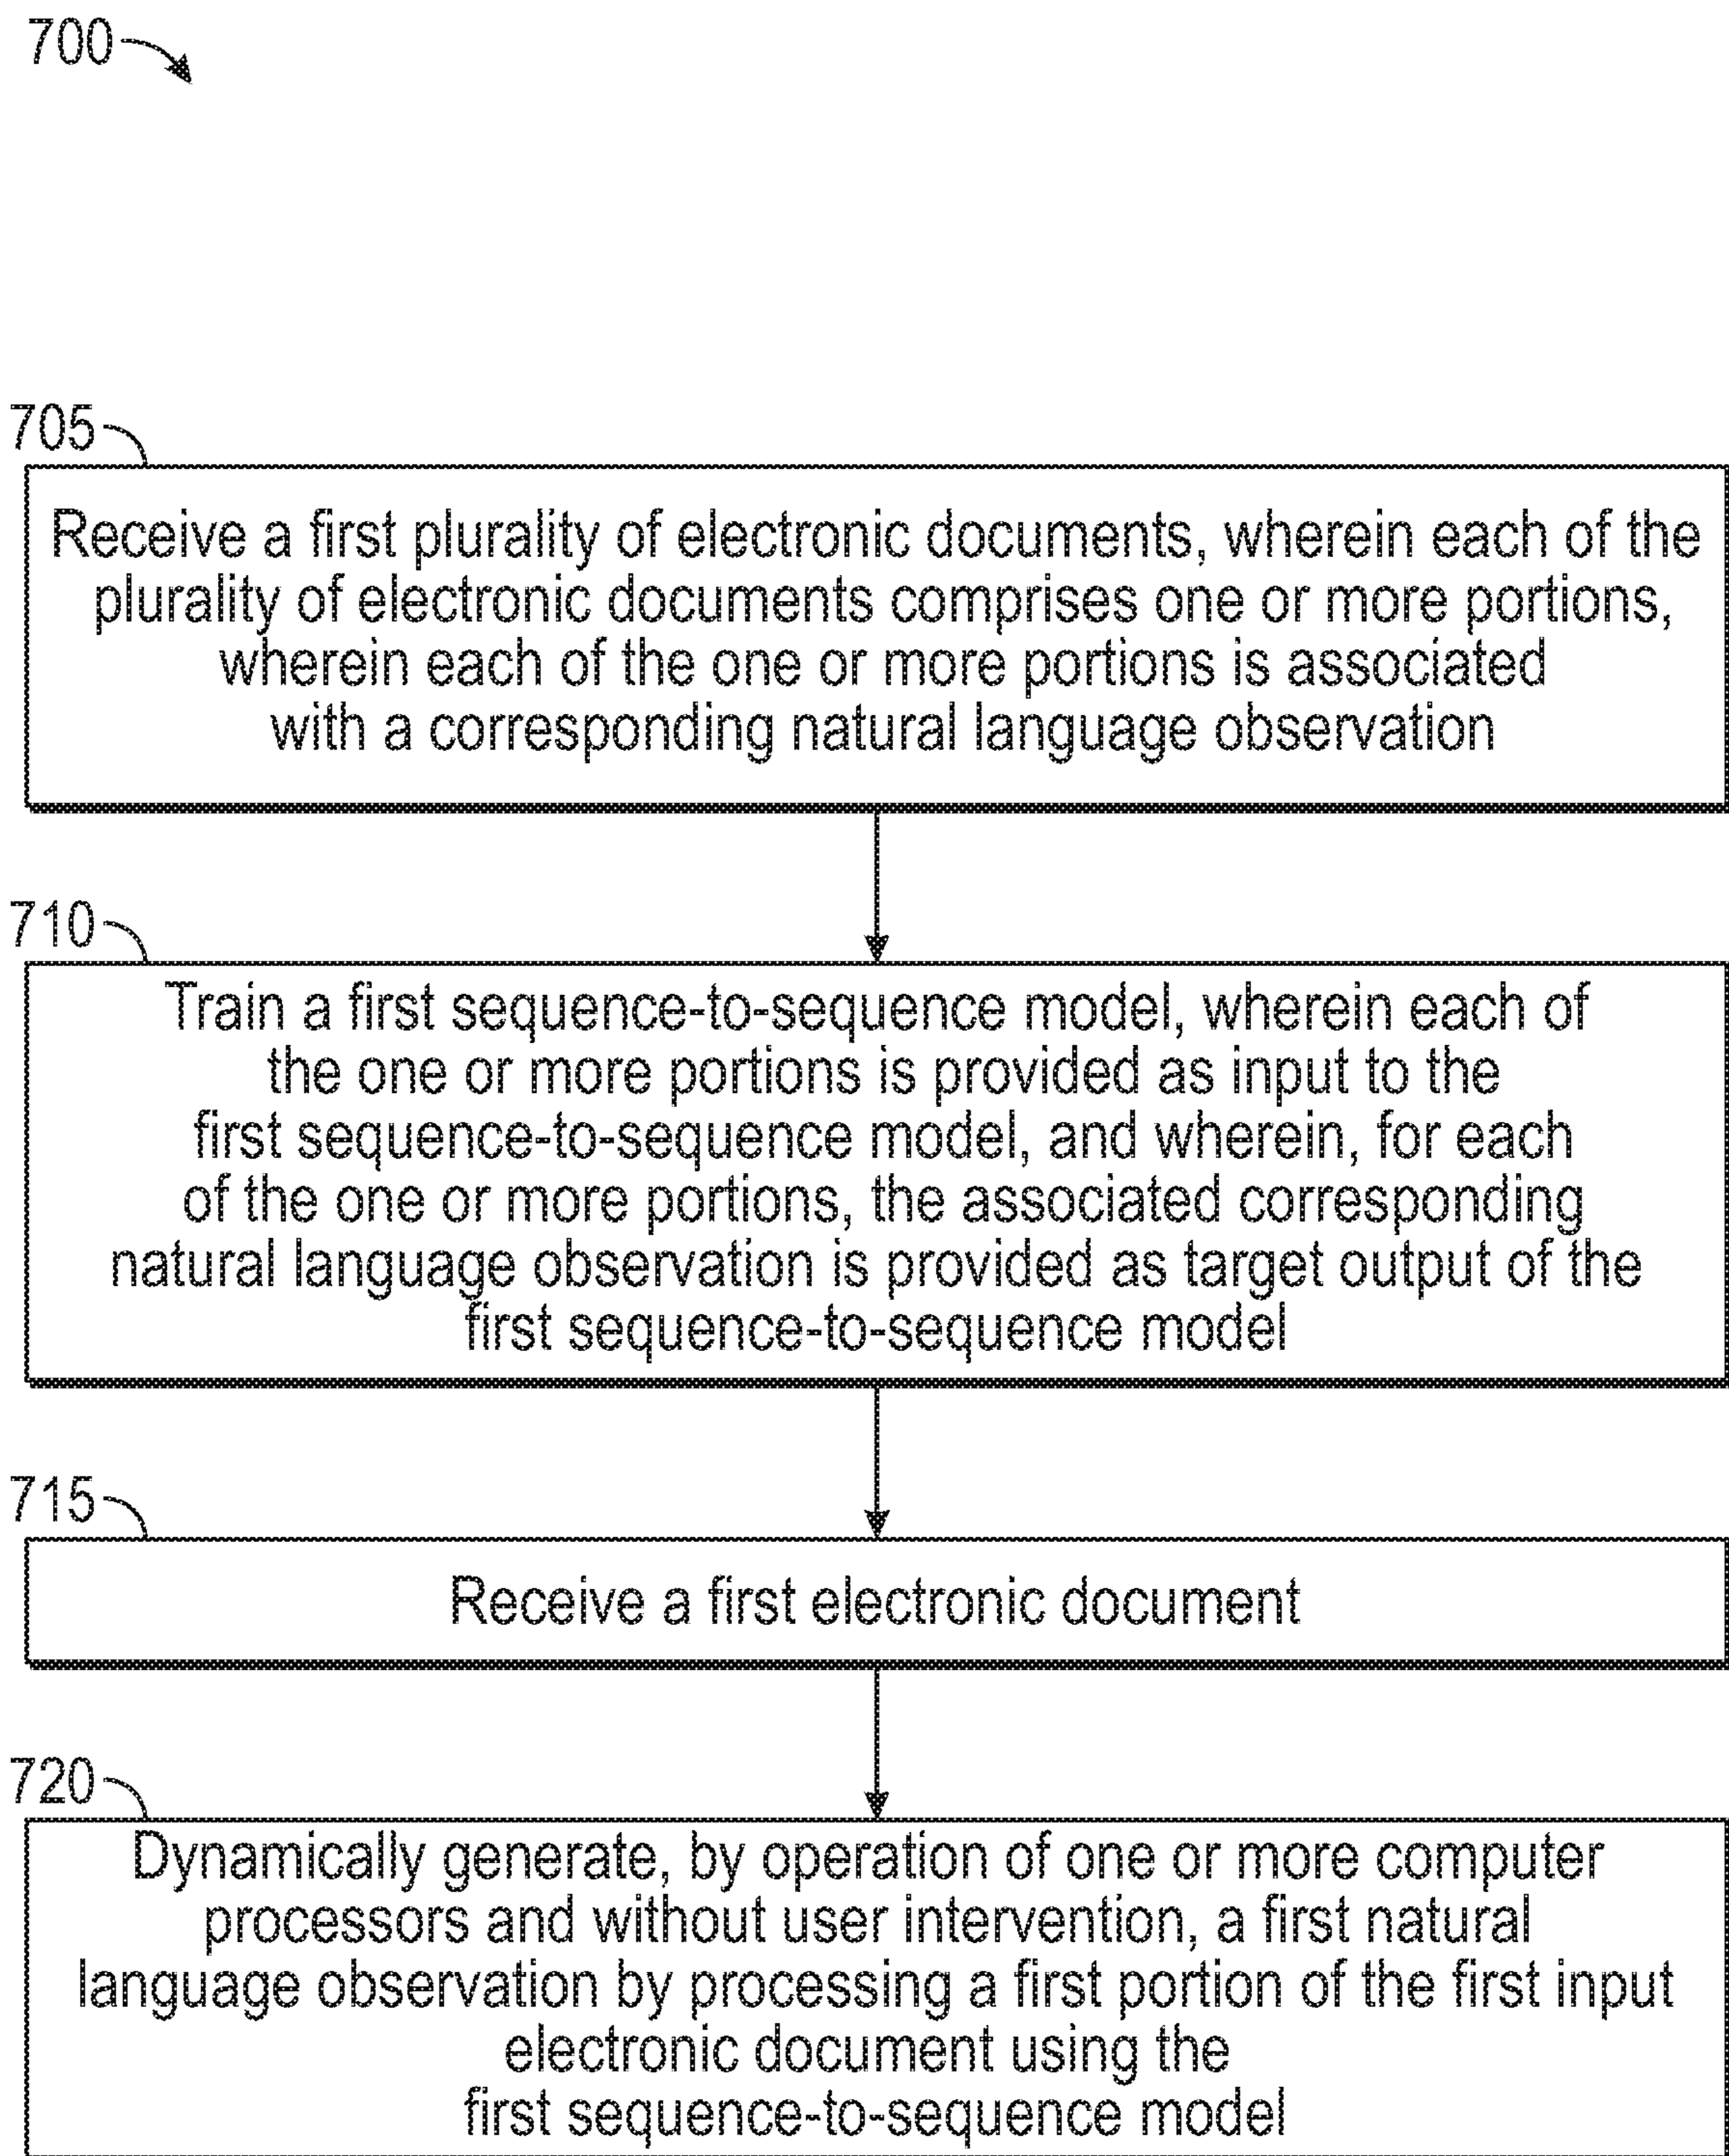 700
705
Receive a first plurality of electronic documents, wherein each of the
plurality of electronic documents comprises one or more portions,
wherein each of the one or more portions is associated
with a corresponding natural language observation
710
Train a first sequence-to-sequence model, wherein each of
the one or more portions is provided as input to the
first sequence-to-sequence model, and wherein, for each
of the one or more portions, the associated corresponding
natural language observation is provided as target output of the
first sequence-to-sequence model
715
Receive a first electronic document
720
Dynamically generate, by operation of one or more computer
processors and without user intervention, a first natural
language observation by processing a first portion of the first input
electronic document using the
first sequence-to-sequence model